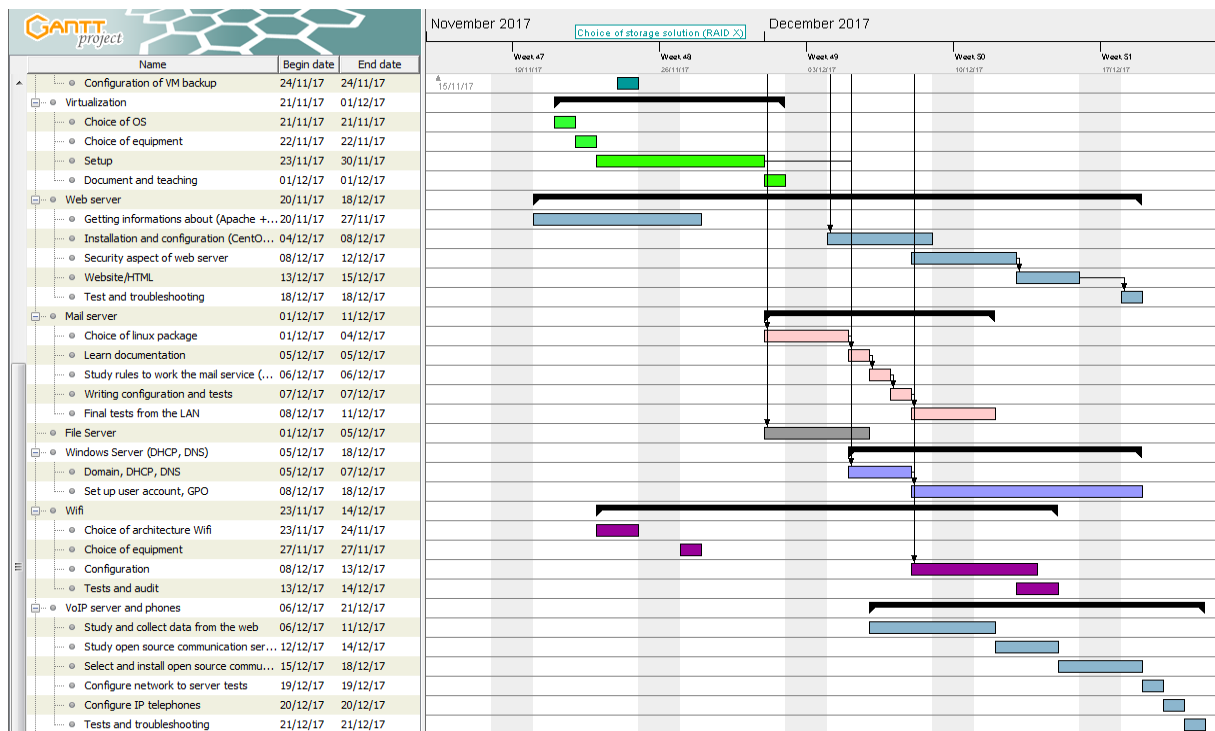 GANTT
project
November 2017
December 2017
Choice of storage solution (RAID X)
Week 47
Week 48
Week 49
Week 50
Week 51
19/11/17
26/11/17
03/12/17
10/12/17
17/12/17
15/11/17
Name Begin date End date
Configuration of VM backup 24/11/17 24/11/17
Virtualization 21/11/17 01/12/17
Choice of OS 21/11/17 21/11/17
Choice of equipment 22/11/17 22/11/17
Setup 23/11/17 30/11/17
Document and teaching 01/12/17 01/12/17
Web server 20/11/17 18/12/17
Getting informations about (Apache +... 20/11/17 27/11/17
Installation and configuration (CentO... 04/12/17 08/12/17
Security aspect of web server 08/12/17 12/12/17
Website/HTML 13/12/17 15/12/17
Test and troubleshooting 18/12/17 18/12/17
Mail server 01/12/17 11/12/17
Choice of linux package 01/12/17 04/12/17
Learn documentation 05/12/17 05/12/17
Study rules to work the mail service (... 06/12/17 06/12/17
Writing configuration and tests 07/12/17 07/12/17
Final tests from the LAN 08/12/17 11/12/17
File Server 01/12/17 05/12/17
Windows Server (DHCP, DNS) 05/12/17 18/12/17
Domain, DHCP, DNS 05/12/17 07/12/17
Set up user account, GPO 08/12/17 18/12/17
Wifi 23/11/17 14/12/17
Choice of architecture Wifi 23/11/17 24/11/17
Choice of equipment 27/11/17 27/11/17
Configuration 08/12/17 13/12/17
Tests and audit 13/12/17 14/12/17
VoIP server and phones 06/12/17 21/12/17
Study and collect data from the web 06/12/17 11/12/17
Study open source communication ser... 12/12/17 14/12/17
Select and install open source commu... 15/12/17 18/12/17
Configure network to server tests 19/12/17 19/12/17
Configure IP telephones 20/12/17 20/12/17
Tests and troubleshooting 21/12/17 21/12/17